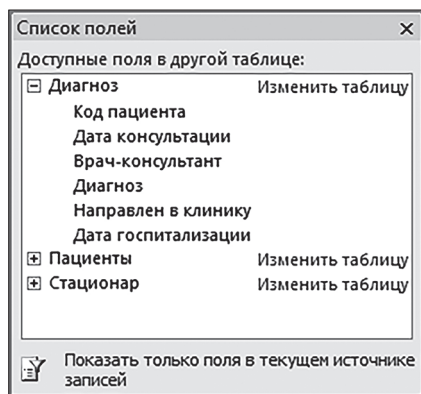 Список полей
Доступные поля в другой таблице:
Диагноз Изменить таблицу
Код пациента
Дата консультации
Врач-консультант
Диагноз
Направлен в клинику
Дата госпитализации
Пациенты Изменить таблицу
Стационар Изменить таблицу
Показать только поля в текущем источнике
записей